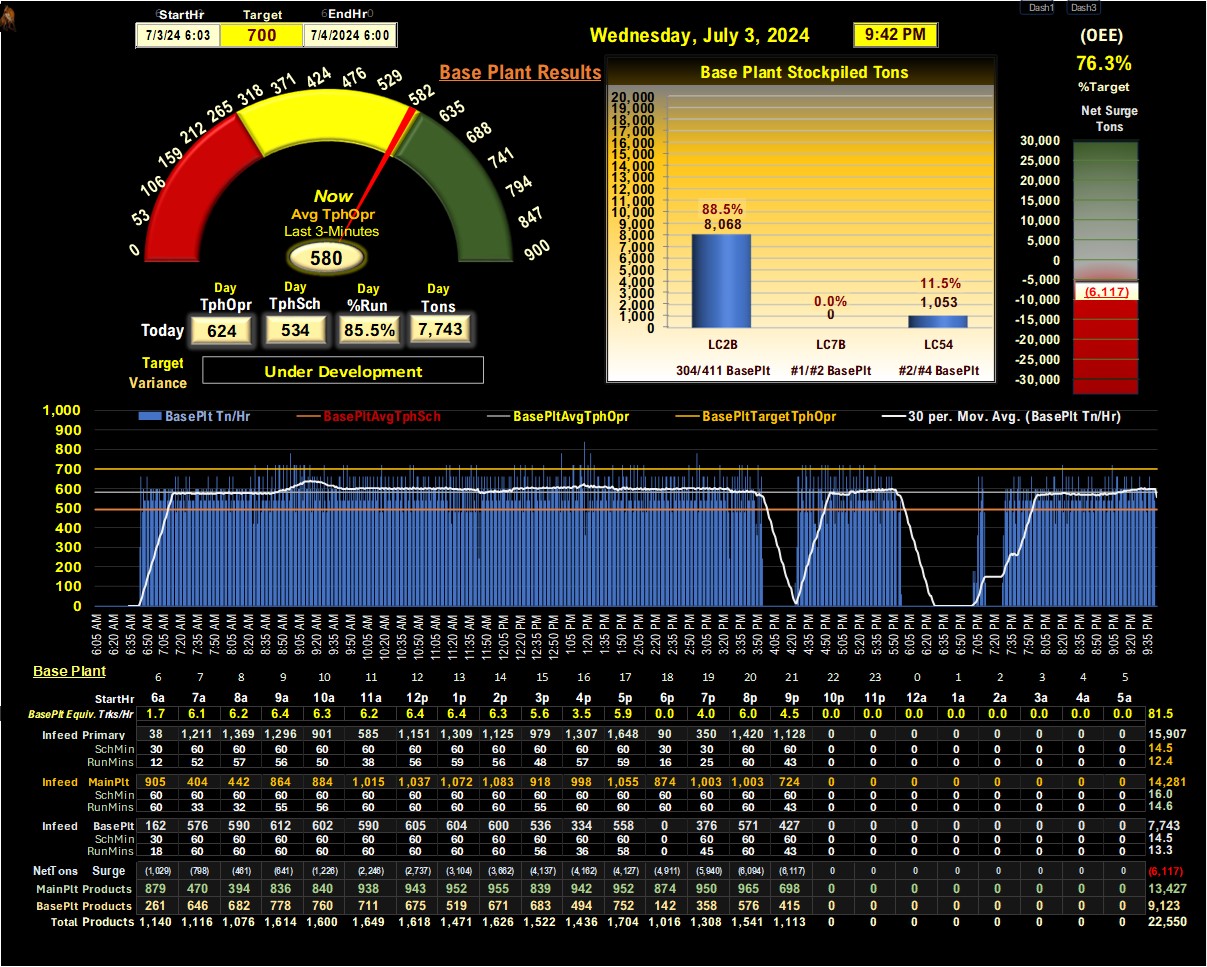 Dash1 Dash3
StartHr Target EndHr
7/3/24 6:03 700 7/4/2024 6:00
Wednesday, July 3, 2024 9:42 PM
(OEE)
76.3%
%Target
Net Surge
Tons
Base Plant Results
0 53 106 159 212 265 318 371 424 476 529 582 635 688 741 794 847 900
Now
Avg TphOpr
Last 3-Minutes
580
Day Day Day Day
TphOpr TphSch %Run Tons
Today 624 534 85.5% 7,743
Target
Variance
Under Development
Base Plant Stockpiled Tons
20,000
19,000
18,000
17,000
16,000
15,000
14,000
13,000
12,000
11,000
10,000
9,000
8,000
7,000
6,000
5,000
4,000
3,000
2,000
1,000
0
88.5%
8,068
0.0%
0
11.5%
1,053
LC2B LC7B LC54
304/411 BasePlt #1/#2 BasePlt #2/#4 BasePlt
30,000
25,000
20,000
15,000
10,000
5,000
0
-5,000
(6,117)
-10,000
-15,000
-20,000
-25,000
-30,000
BasePlt Tn/Hr BasePltAvgTphSch BasePltAvgTphOpr BasePltTargetTphOpr 30 per. Mov. Avg. (BasePlt Tn/Hr)
1,000
900
800
700
600
500
400
300
200
100
0
6:05 AM 6:20 AM 6:35 AM 6:50 AM 7:05 AM 7:20 AM 7:35 AM 7:50 AM 8:05 AM 8:20 AM 8:35 AM 8:50 AM 9:05 AM 9:20 AM 9:35 AM 9:50 AM 10:05 AM 10:20 AM 10:35 AM 10:50 AM 11:05 AM 11:20 AM 11:35 AM 11:50 AM 12:05 PM 12:20 PM 12:35 PM 12:50 PM 1:05 PM 1:20 PM 1:35 PM 1:50 PM 2:05 PM 2:20 PM 2:35 PM 2:50 PM 3:05 PM 3:20 PM 3:35 PM 3:50 PM 4:05 PM 4:20 PM 4:35 PM 4:50 PM 5:05 PM 5:20 PM 5:35 PM 5:50 PM 6:05 PM 6:20 PM 6:35 PM 6:50 PM 7:05 PM 7:20 PM 7:35 PM 7:50 PM 8:05 PM 8:20 PM 8:35 PM 8:50 PM 9:05 PM 9:20 PM 9:35 PM
Base Plant 6 7 8 9 10 11 12 13 14 15 16 17 18 19 20 21 22 23 0 1 2 3 4 5
StartHr 6a 7a 8a 9a 10a 11a 12p 1p 2p 3p 4p 5p 6p 7p 8p 9p 10p 11p 12a 1a 2a 3a 4a 5a
BasePlt Equiv. Trks/Hr 1.7 6.1 6.2 6.4 6.3 6.2 6.4 6.4 6.3 5.6 3.5 5.9 0.0 4.0 6.0 4.5 0.0 0.0 0.0 0.0 0.0 0.0 0.0 0.0 81.5
Infeed Primary 38 1,211 1,369 1,296 901 585 1,151 1,309 1,125 979 1,307 1,648 90 350 1,420 1,128 0 0 0 0 0 0 0 0 15,907
SchMin 30 60 60 60 60 60 60 60 60 60 60 60 30 30 60 60 0 0 0 0 0 0 0 0 14.5
RunMins 12 52 57 56 50 38 56 59 56 48 57 59 16 25 60 43 0 0 0 0 0 0 0 0 12.4
Infeed MainPlt 905 404 442 864 884 1,015 1,037 1,072 1,083 918 998 1,055 874 1,003 1,003 724 0 0 0 0 0 0 0 0 14,281
SchMin 60 60 60 60 60 60 60 60 60 60 60 60 60 60 60 60 0 0 0 0 0 0 0 0 16.0
RunMins 60 33 32 55 56 60 60 60 60 55 60 60 60 60 60 43 0 0 0 0 0 0 0 0 14.6
Infeed BasePlt 162 576 590 612 602 590 605 604 600 536 334 558 0 376 571 427 0 0 0 0 0 0 0 0 7,743
SchMin 30 60 60 60 60 60 60 60 60 60 60 60 0 60 60 60 0 0 0 0 0 0 0 0 14.5
RunMins 18 60 60 60 60 60 60 60 60 56 36 58 0 45 60 43 0 0 0 0 0 0 0 0 13.3
NetTons Surge (1,029) (798) (461) (641) (1,226) (2,246) (2,737) (3,104) (3,662) (4,137) (4,162) (4,127) (4,911) (5,940) (6,094) (6,117) 0 0 0 0 0 0 0 0 (6,117)
MainPlt Products 879 470 394 836 840 938 943 952 955 839 942 952 874 950 965 698 0 0 0 0 0 0 0 0 13,427
BasePlt Products 261 646 682 778 760 711 675 519 671 683 494 752 142 358 576 415 0 0 0 0 0 0 0 0 9,123
Total Products 1,140 1,116 1,076 1,614 1,600 1,649 1,618 1,471 1,626 1,522 1,436 1,704 1,016 1,308 1,541 1,113 0 0 0 0 0 0 0 0 22,550